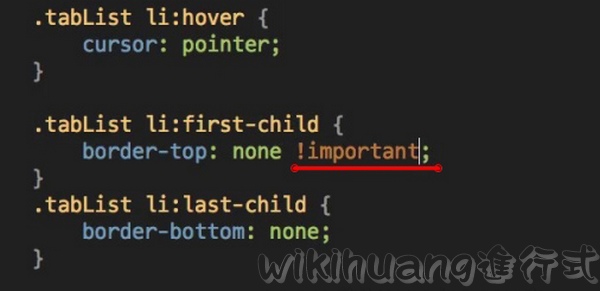 .tabList li:hover {
    cursor: pointer;
}

.tabList li:first-child {
    border-top: none !important;
}
.tabList li:last-child {
    border-bottom: none;
}
wikihuang進行式